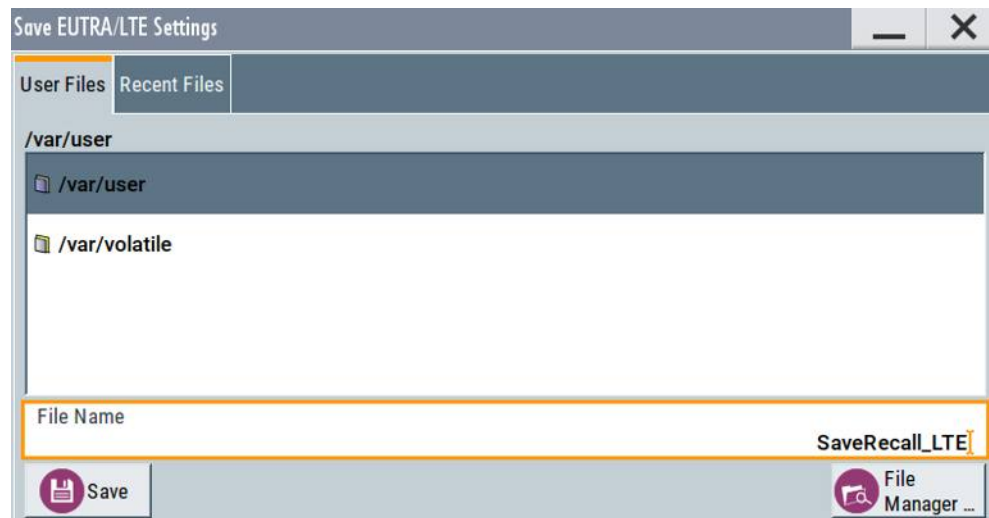 Save EUTRA/LTE Settings
User Files
Recent Files
/var/user
/var/user
/var/volatile
File Name
SaveRecall_LTE
Save
File
Manager ...